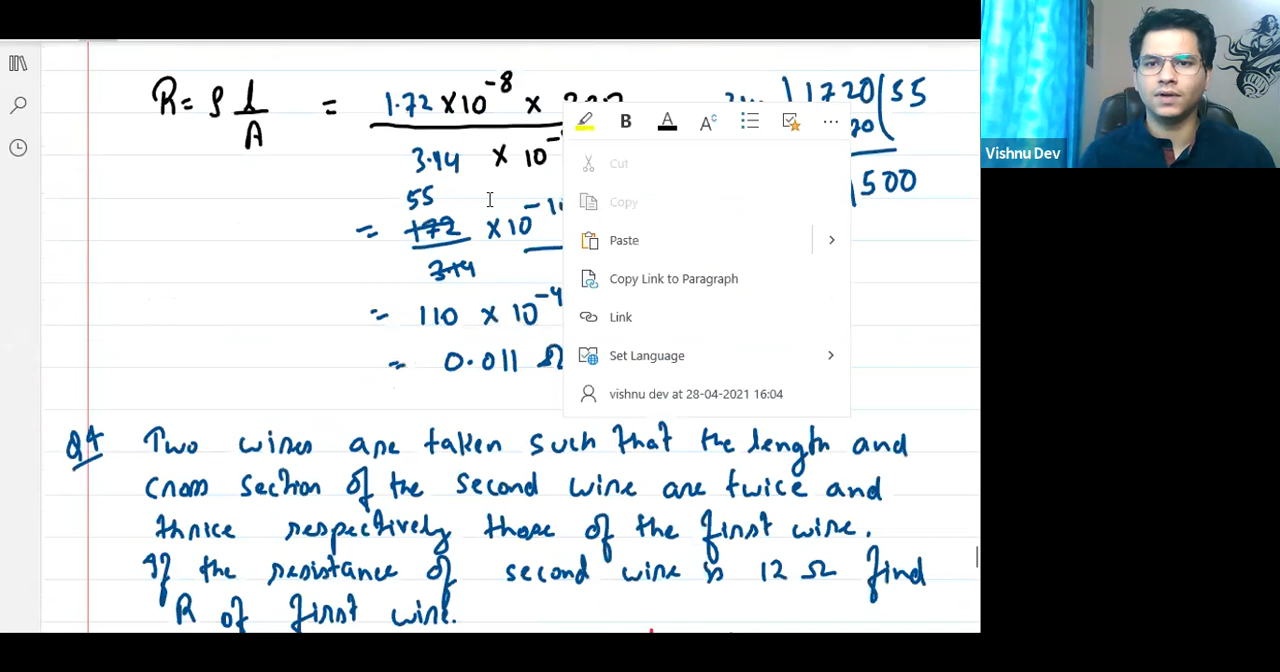 R = ρ l/A = 1.72 × 10^-8 ×
3.14 × 10^-
11720 ( 55
1500
55
= 172 × 10^-10
314
= 110 × 10^-4
= 0.011 Ω
B A A ...
Cut
Copy
Paste
Copy Link to Paragraph
Link
Set Language
vishnu dev at 28-04-2021 16:04
Vishnu Dev
Q4 Two wires are taken such that the length and
cross section of the second wire are twice and
thrice respectively those of the first wire.
If the resistance of second wire is 12 Ω find
R of first wire.